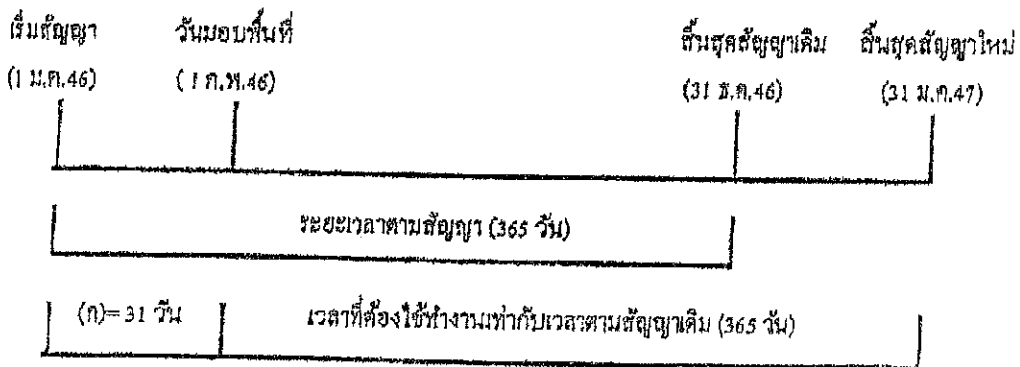 เริ่มสัญญา วันมอบพื้นที่ สิ้นสุดสัญญาเดิม สิ้นสุดสัญญาใหม่
(1 ม.ค.46) (1 ก.พ.46) (31 ธ.ค.46) (31 ม.ค.47)
ระยะเวลาตามสัญญา (365 วัน)
(ก)= 31 วัน เวลาที่ต้องใช้ทำงานเท่ากับเวลาตามสัญญาเดิม (365 วัน)